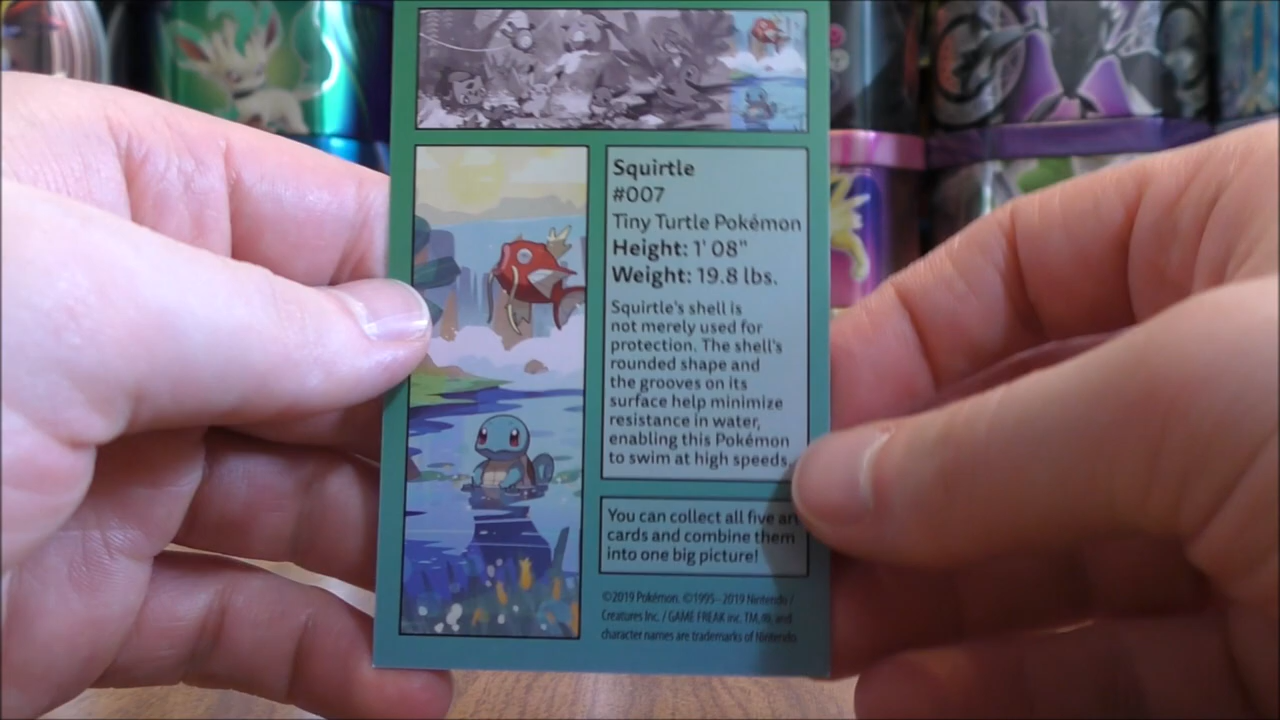 Squirtle
#007
Tiny Turtle Pokémon
Height: 1' 08"
Weight: 19.8 lbs.
Squirtle's shell is
not merely used for
protection. The shell's
rounded shape and
the grooves on its
surface help minimize
resistance in water,
enabling this Pokémon
to swim at high speeds.
You can collect all five art
cards and combine them
into one big picture!
©2019 Pokémon. ©1995–2019 Nintendo /
Creatures Inc. / GAME FREAK inc. TM, ®, and
character names are trademarks of Nintendo.